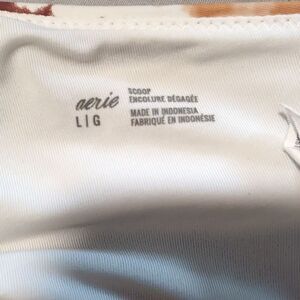 aerie
L|G
SCOOP
ENCOLURE DÉGAGÉE
MADE IN INDONESIA
FABRIQUÉ EN INDONÉSIE